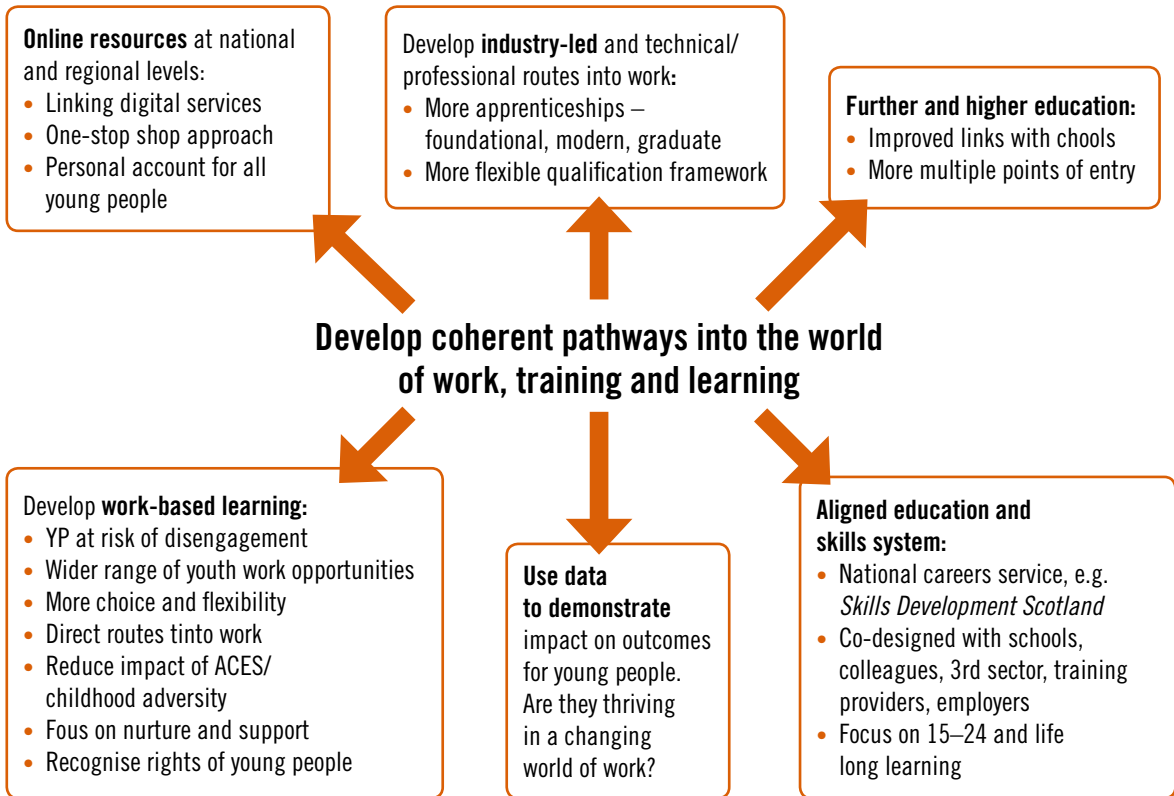 Online resources at national
and regional levels:
• Linking digital services
• One-stop shop approach
• Personal account for all
young people
Develop industry-led and technical/
professional routes into work:
• More apprenticeships –
foundational, modern, graduate
• More flexible qualification framework
Further and higher education:
• Improved links with chools
• More multiple points of entry
Develop coherent pathways into the world
of work, training and learning
Develop work-based learning:
• YP at risk of disengagement
• Wider range of youth work opportunities
• More choice and flexibility
• Direct routes tinto work
• Reduce impact of ACES/
childhood adversity
• Fous on nurture and support
• Recognise rights of young people
Use data
to demonstrate
impact on outcomes
for young people.
Are they thriving
in a changing
world of work?
Aligned education and
skills system:
• National careers service, e.g.
Skills Development Scotland
• Co-designed with schools,
colleagues, 3rd sector, training
providers, employers
• Focus on 15–24 and life
long learning